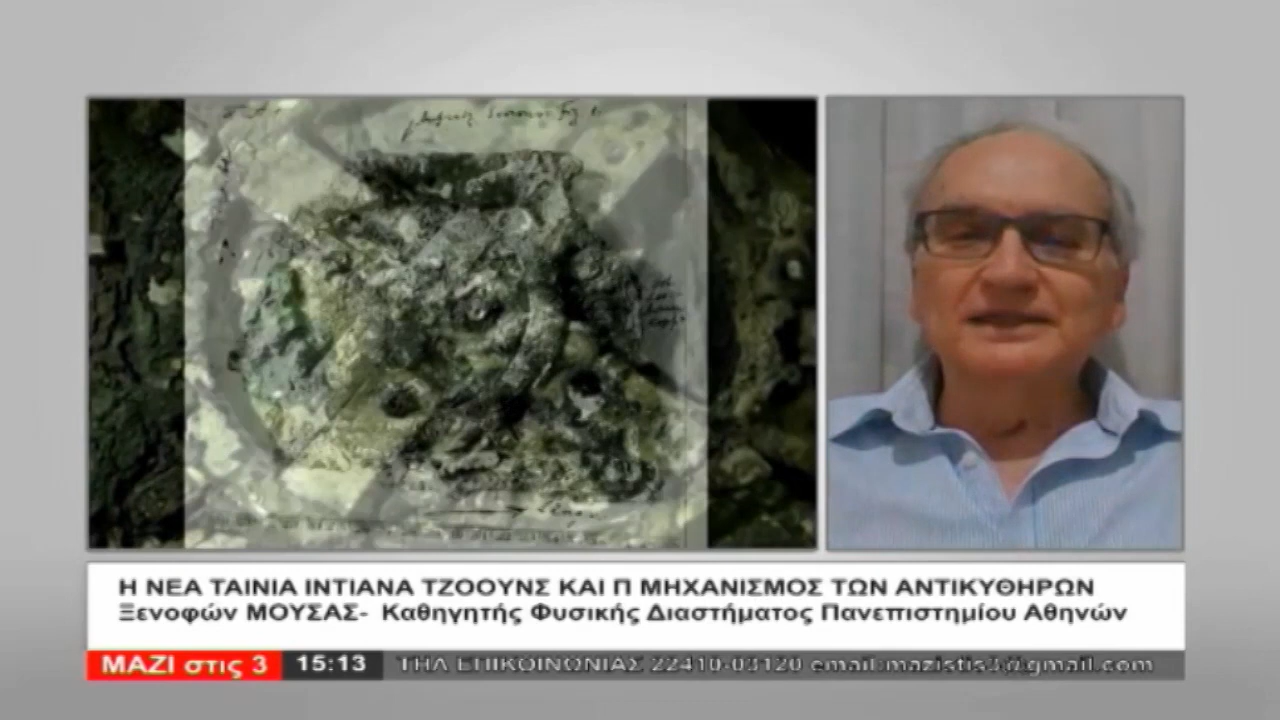 Η ΝΕΑ ΤΑΙΝΙΑ ΙΝΤΙΑΝΑ ΤΖΟΟΥΝΣ ΚΑΙ Π ΜΗΧΑΝΙΣΜΟΣ ΤΩΝ ΑΝΤΙΚΥΘΗΡΩΝ
Ξενοφών ΜΟΥΣΑΣ- Καθηγητής Φυσικής Διαστήματος Πανεπιστημίου Αθηνών
ΜΑΖΙ στις 3 15:13 ΤΗΛ ΕΠΙΚΟΙΝΩΝΙΑΣ 22410-03120 email:mazistis3@gmail.com